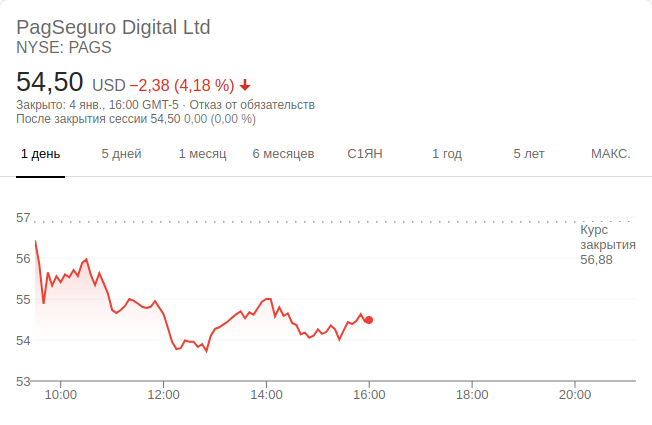 PagSeguro Digital Ltd
NYSE: PAGS
54,50 USD −2,38 (4,18 %)
Закрыто: 4 янв., 16:00 GMT-5 · Отказ от обязательств
После закрытия сессии 54,50 0,00 (0,00 %)
1 день 5 дней 1 месяц 6 месяцев С1ЯН 1 год 5 лет МАКС.
57
Курс
закрытия
56,88
56
55
54
53
10:00 12:00 14:00 16:00 18:00 20:00